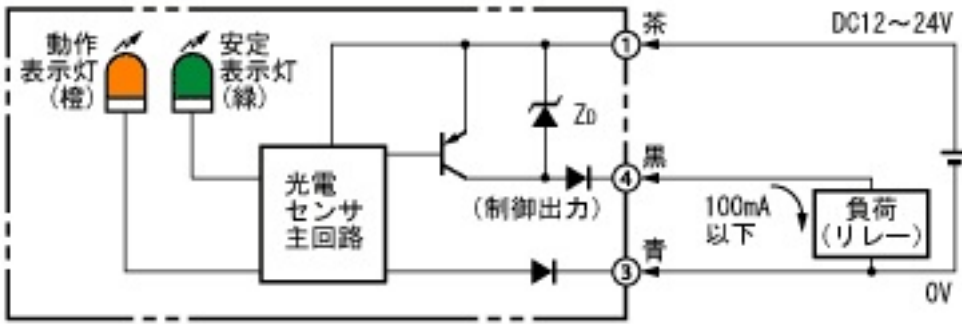 動作
表示灯
(橙)
安定
表示灯
(緑)
光電
センサ
主回路
ZD
(制御出力)
① 茶
④ 黒
③ 青
DC12～24V
100mA
以下
負荷
(リレー)
0V